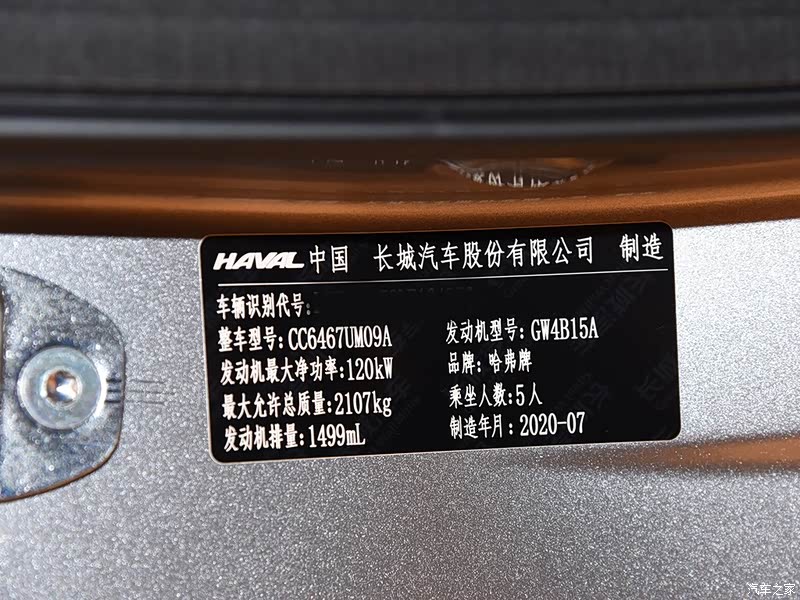 HAVAL 中国 长城汽车股份有限公司 制造
车辆识别代号:
整车型号: CC6467UM09A 发动机型号: GW4B15A
发动机最大净功率: 120kW 品牌: 哈弗牌
最大允许总质量: 2107kg 乘坐人数: 5人
发动机排量: 1499mL 制造年月: 2020-07
汽车之家